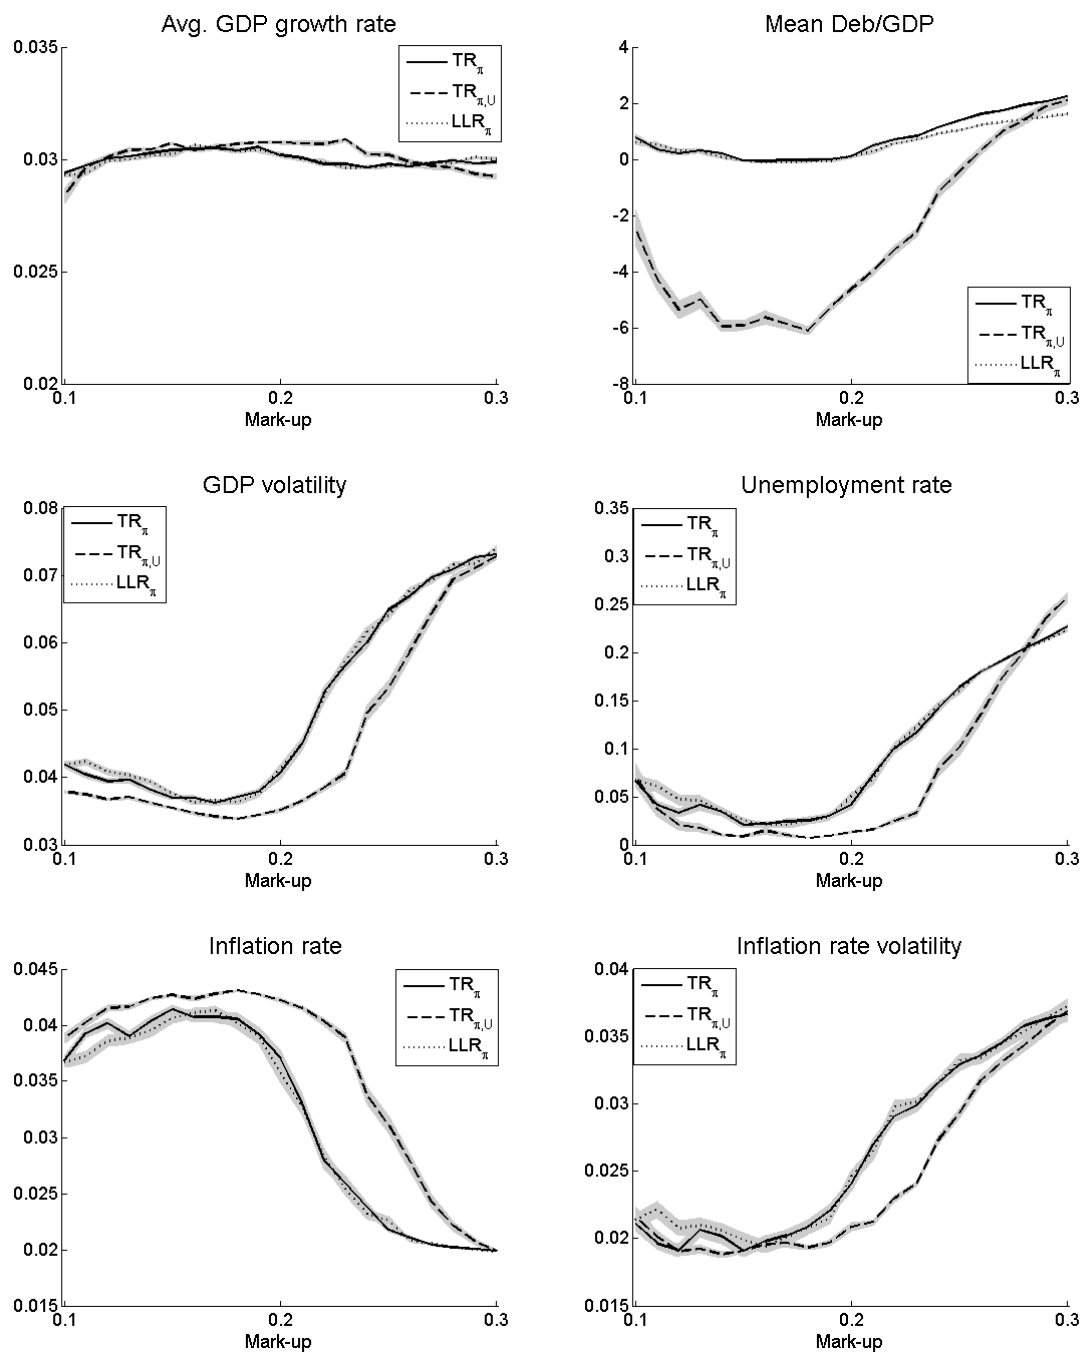 Avg. GDP growth rate
0.035
0.03
0.025
0.02
0.1
0.2
0.3
Mark-up
TRπ
TRπ,U
LLRπ
Mean Deb/GDP
4
2
0
-2
-4
-6
-8
0.1
0.2
0.3
Mark-up
TRπ
TRπ,U
LLRπ
GDP volatility
0.08
0.07
0.06
0.05
0.04
0.03
0.1
0.2
0.3
Mark-up
TRπ
TRπ,U
LLRπ
Unemployment rate
0.35
0.3
0.25
0.2
0.15
0.1
0.05
0
0.1
0.2
0.3
Mark-up
TRπ
TRπ,U
LLRπ
Inflation rate
0.045
0.04
0.035
0.03
0.025
0.02
0.015
0.1
0.2
0.3
Mark-up
TRπ
TRπ,U
LLRπ
Inflation rate volatility
0.04
0.035
0.03
0.025
0.02
0.015
0.1
0.2
0.3
Mark-up
TRπ
TRπ,U
LLRπ